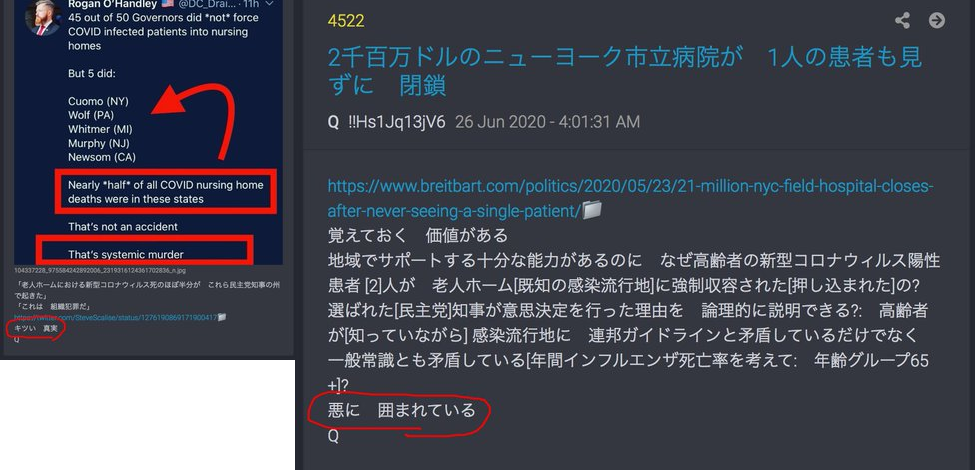 Rogan O'Handley 🇺🇸 @DC_Drai... · 11h
45 out of 50 Governors did *not* force
COVID infected patients into nursing
homes
But 5 did:
Cuomo (NY)
Wolf (PA)
Whitmer (MI)
Murphy (NJ)
Newsom (CA)
Nearly *half* of all COVID nursing home
deaths were in these states
That's not an accident
That's systemic murder
104337228_975584242892006_2319316124361702836_n.jpg
「老人ホームにおける新型コロナウィルス死のほぼ半分が これら民主党知事の州
で起きた」
「これは 組織犯罪だ」
https://twitter.com/SteveScalise/status/1276190869171900417
キツい 真実
Q
4522
2千百万ドルのニューヨーク市立病院が 1人の患者も見
ずに 閉鎖
Q !!Hs1Jq13jV6 26 Jun 2020 - 4:01:31 AM
https://www.breitbart.com/politics/2020/05/23/21-million-nyc-field-hospital-closes-
after-never-seeing-a-single-patient/
覚えておく 価値がある
地域でサポートする十分な能力があるのに なぜ高齢者の新型コロナウィルス陽性
患者 [2]人が 老人ホーム[既知の感染流行地]に強制収容された[押し込まれた]の?
選ばれた[民主党]知事が意思決定を行った理由を 論理的に説明できる?: 高齢者
が[知っていながら] 感染流行地に 連邦ガイドラインと矛盾しているだけでなく
一般常識とも矛盾している[年間インフルエンザ死亡率を考えて: 年齢グループ65
+]?
悪に 囲まれている
Q